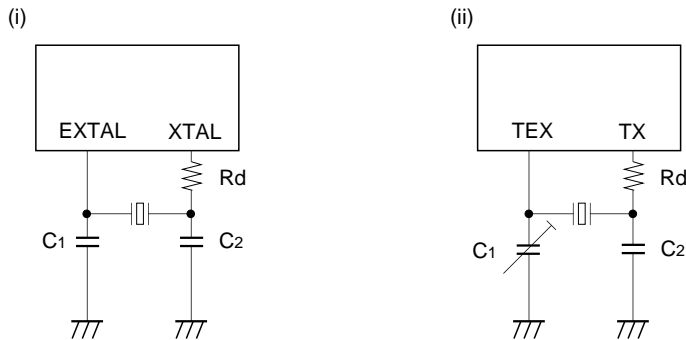 (i)
EXTAL XTAL
Rd
C1 C2
(ii)
TEX TX
Rd
C1 C2